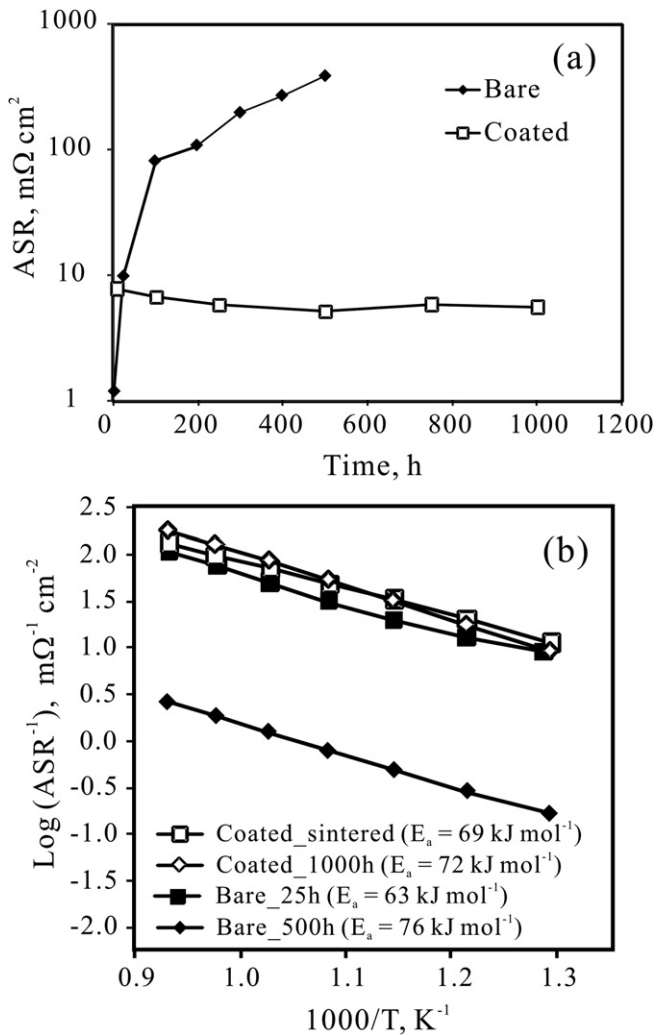 1000
(a)
Bare
Coated
100
10
1
ASR, mΩ cm²
0 200 400 600 800 1000 1200
Time, h
2.5
(b)
2.0
1.5
1.0
0.5
0.0
-0.5
-1.0
-1.5
-2.0
Log (ASR⁻¹), mΩ⁻¹ cm⁻²
Coated_sintered (Eₐ = 69 kJ mol⁻¹)
Coated_1000h (Eₐ = 72 kJ mol⁻¹)
Bare_25h (Eₐ = 63 kJ mol⁻¹)
Bare_500h (Eₐ = 76 kJ mol⁻¹)
0.9 1.0 1.1 1.2 1.3
1000/T, K⁻¹